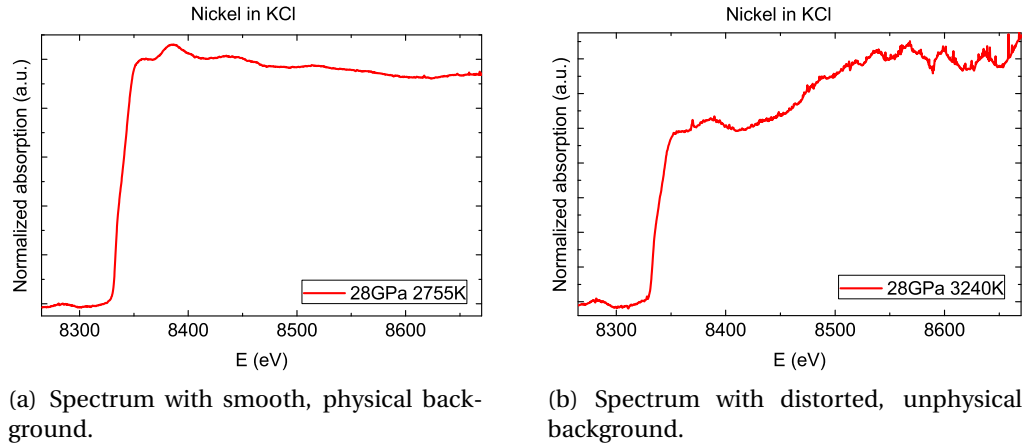 Nickel in KCl
Normalized absorption (a.u.)
28GPa 2755K
8300 8400 8500 8600
E (eV)
(a) Spectrum with smooth, physical back-
ground.
Nickel in KCl
Normalized absorption (a.u.)
28GPa 3240K
8300 8400 8500 8600
E (eV)
(b) Spectrum with distorted, unphysical
background.